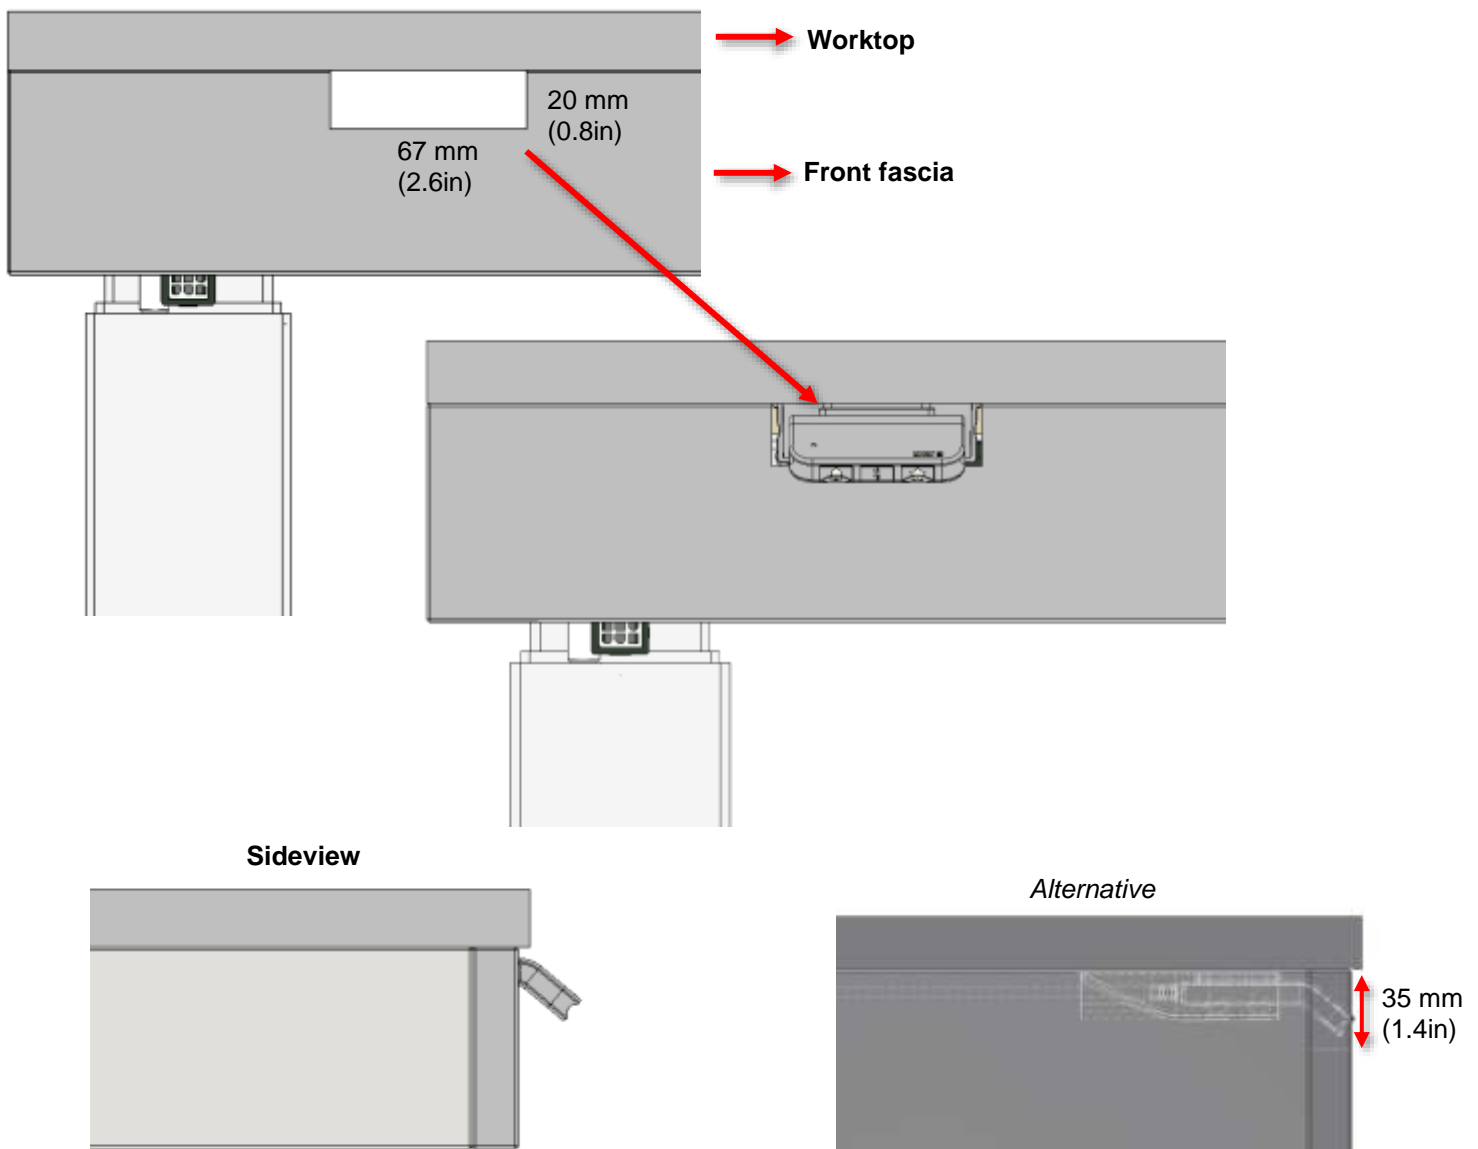 Worktop
20 mm
(0.8in)
67 mm
(2.6in)
Front fascia
Sideview
Alternative
35 mm
(1.4in)